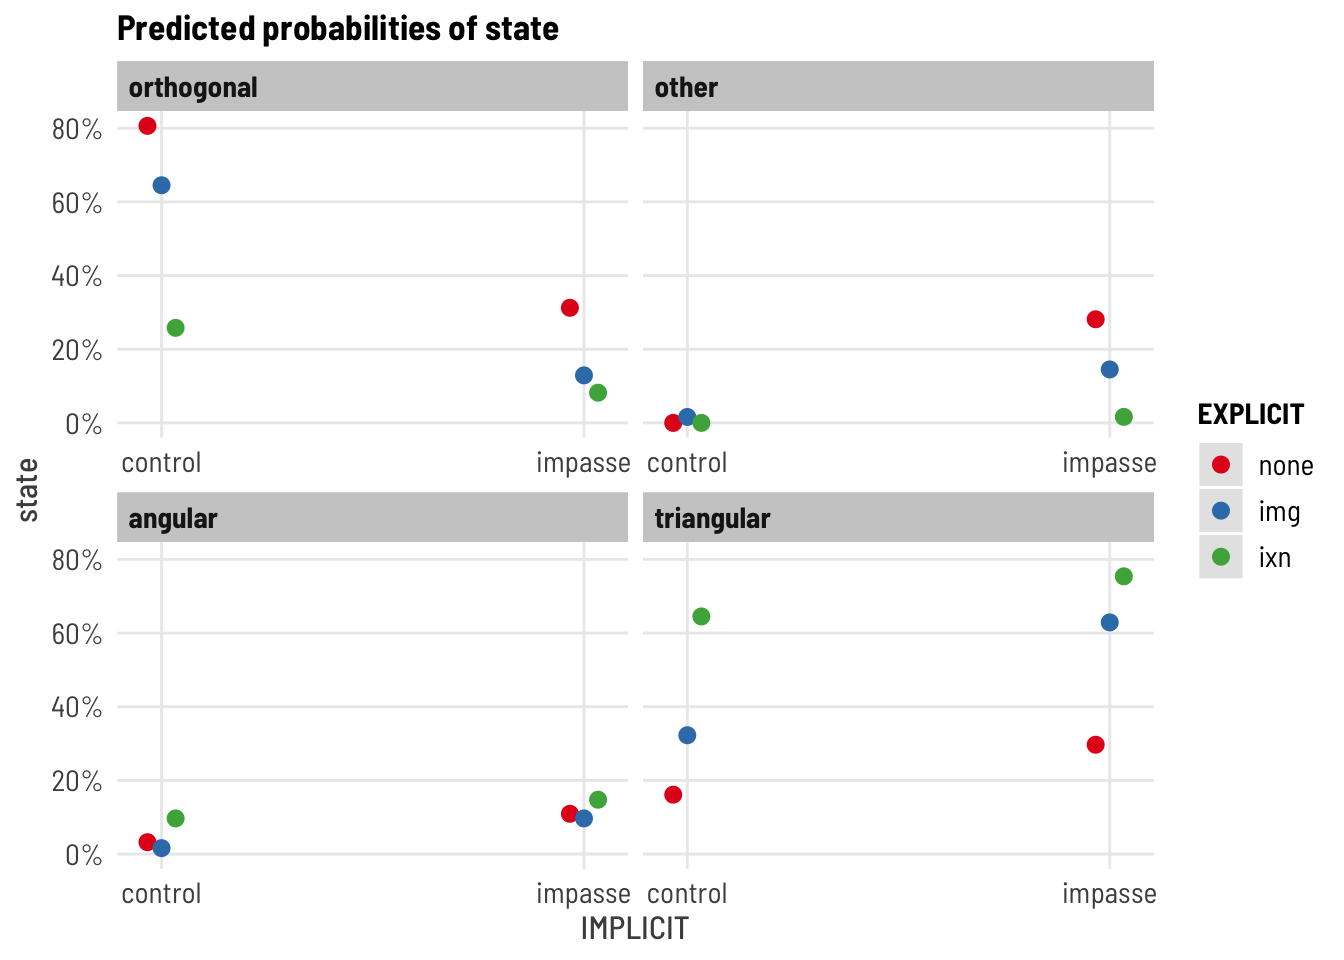 Predicted probabilities of state
orthogonal
other
80%
60%
40%
20%
0%
control
impasse
control
impasse
state
angular
triangular
80%
60%
40%
20%
0%
control
impasse
control
impasse
IMPLICIT
EXPLICIT
none
img
ixn